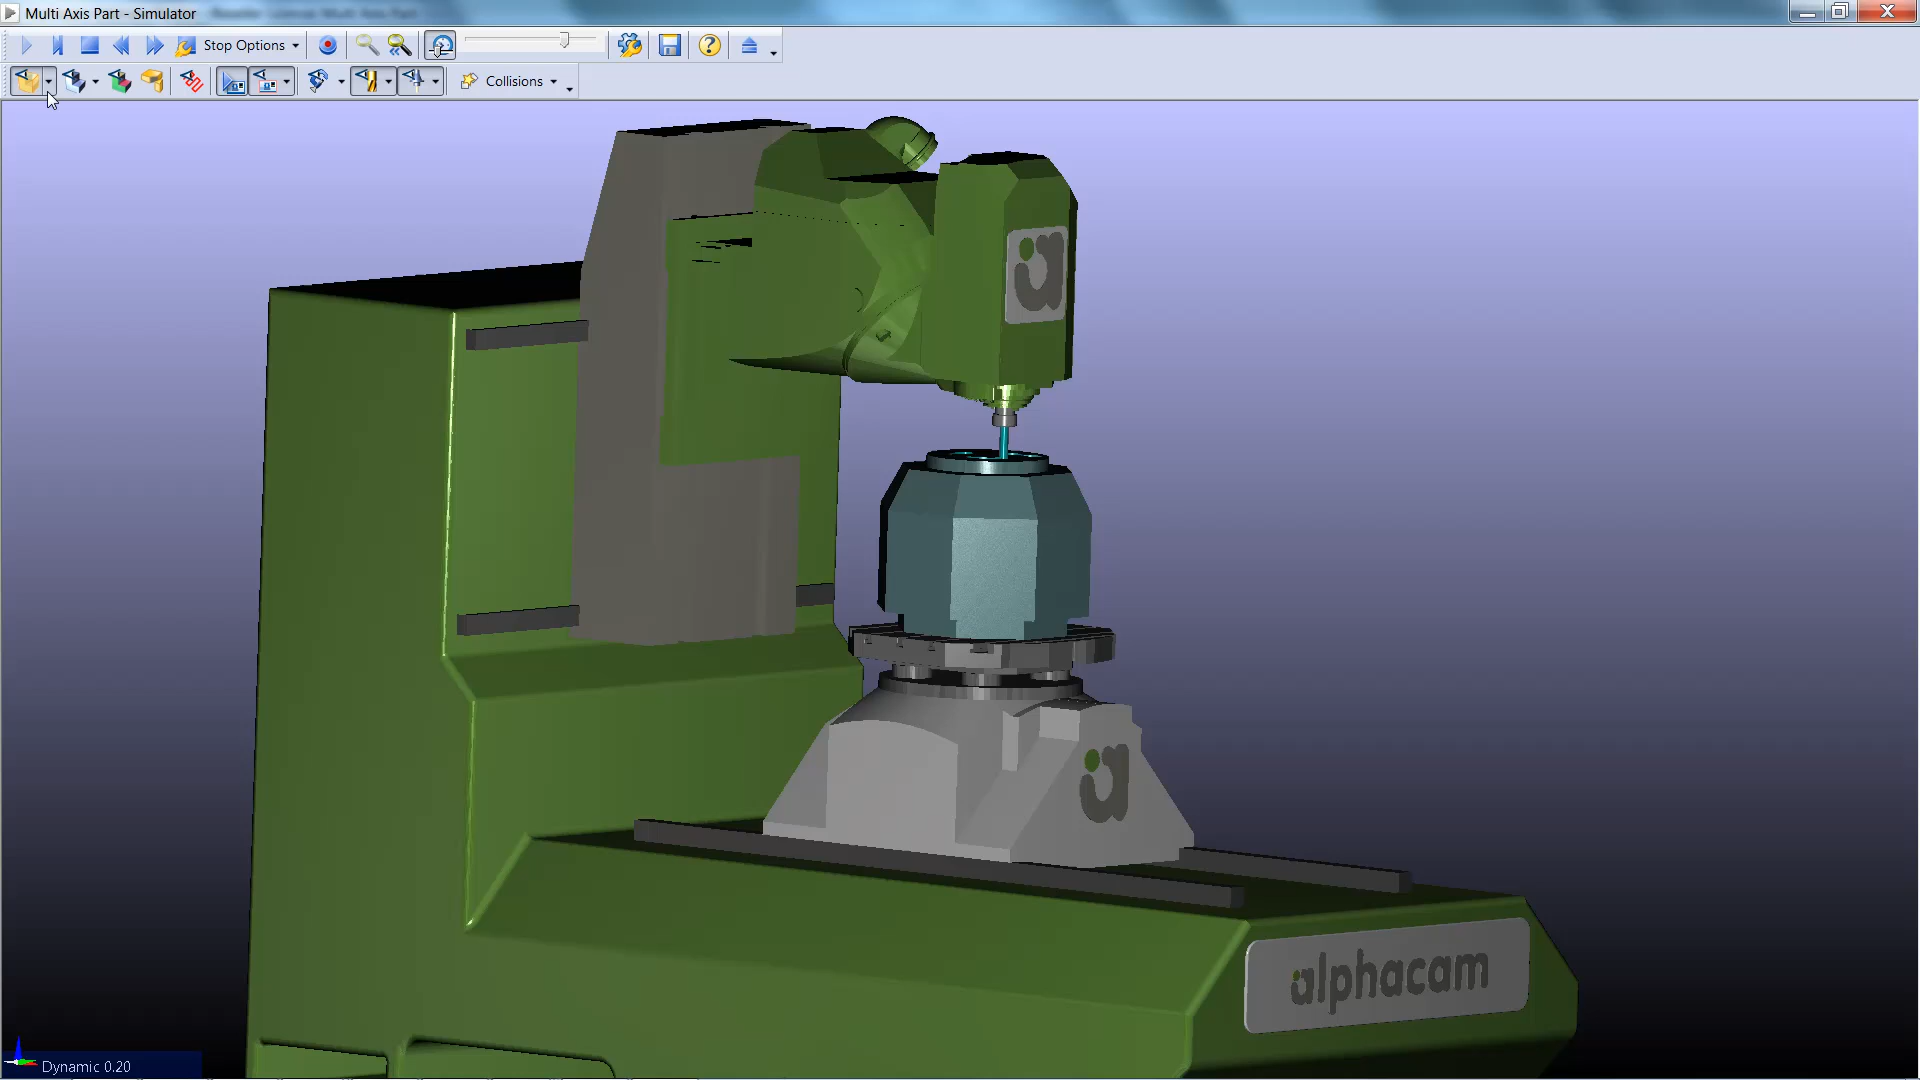 Multi Axis Part - Simulator
Stop Options
Collisions
alphacam
Dynamic 0.20